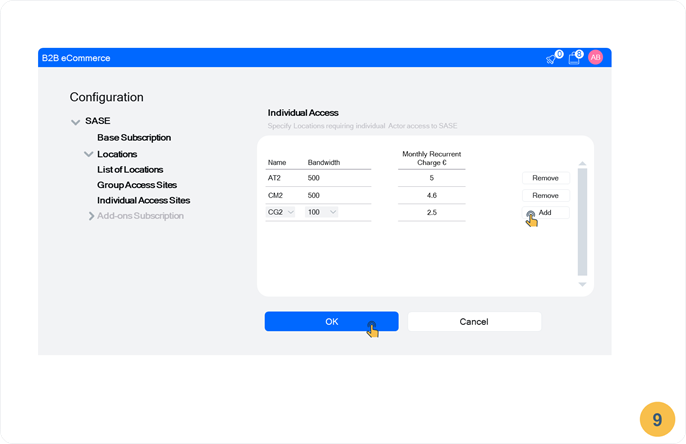 B2B eCommerce
0
8
AB
Configuration
SASE
Base Subscription
Locations
List of Locations
Group Access Sites
Individual Access Sites
Add-ons Subscription
Individual Access
Specify Locations requiring individual Actor access to SASE
Name Bandwidth Monthly Recurrent
Charge €
AT2 500 5 Remove
CM2 500 4.6 Remove
CG2 100 2.5 Add
OK Cancel
9